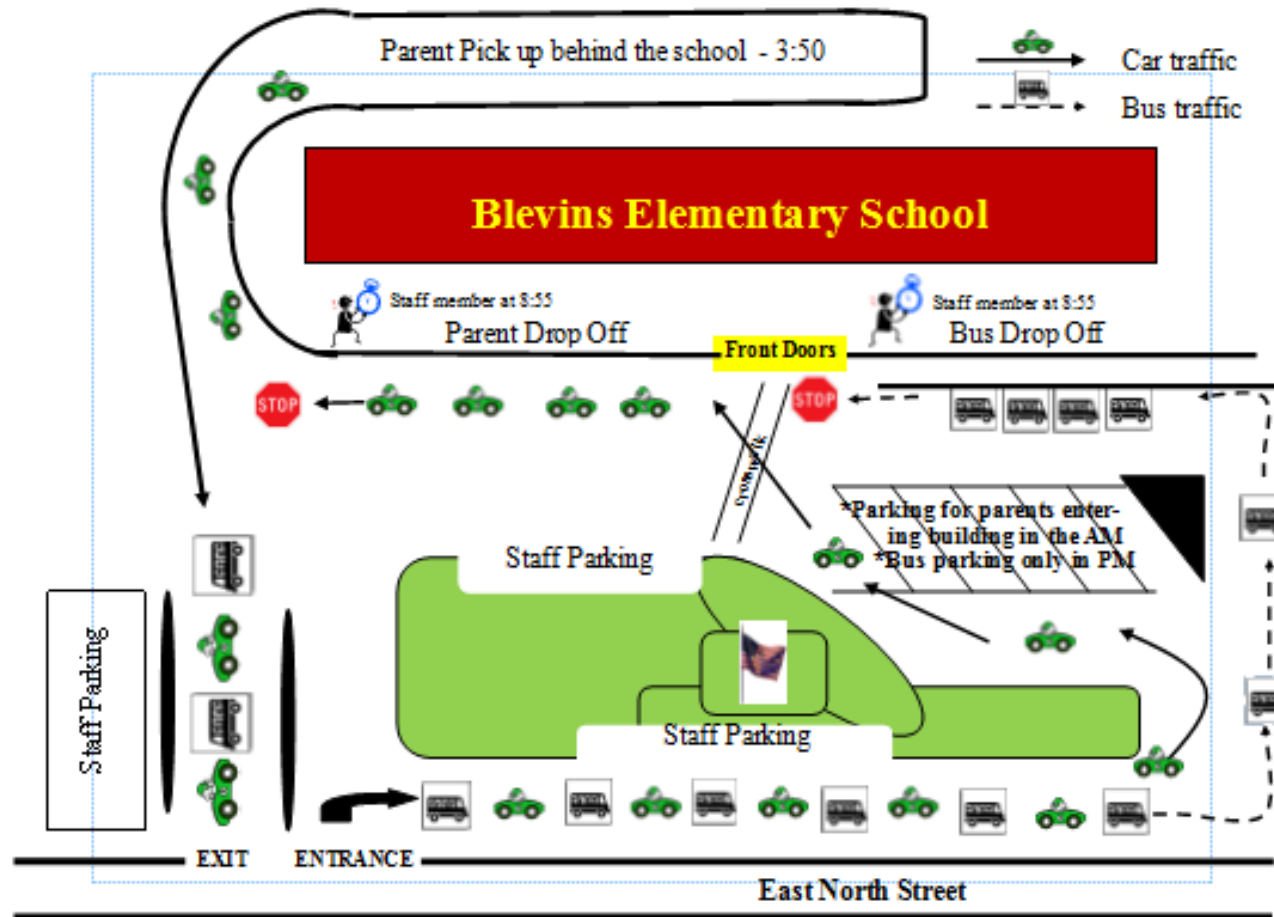 Parent Pick up behind the school - 3:50
Car traffic
Bus traffic
Blevins Elementary School
Staff member at 8:55
Parent Drop Off
Staff member at 8:55
Bus Drop Off
Front Doors
STOP
STOP
Crosswalk
*Parking for parents enter-
ing building in the AM
*Bus parking only in PM
Staff Parking
Staff Parking
Staff Parking
EXIT
ENTRANCE
East North Street